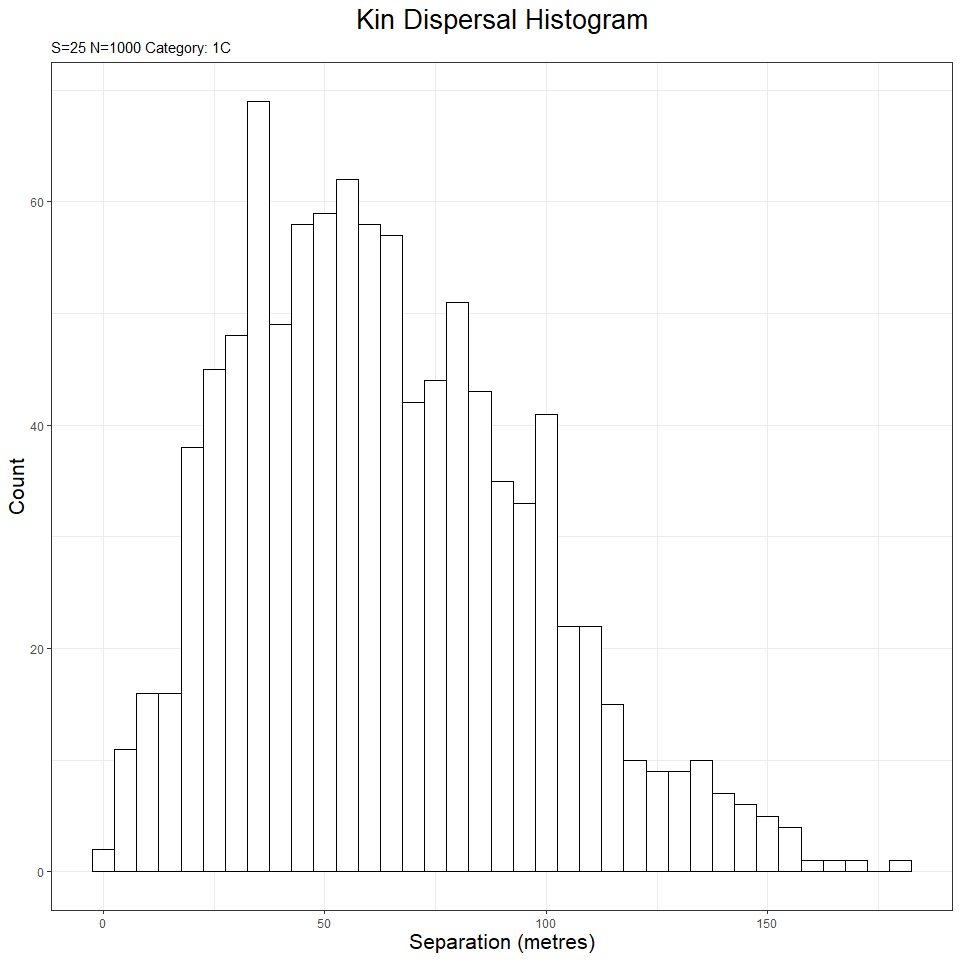 Kin Dispersal Histogram
S=25 N=1000 Category: 1C
Count
60
40
20
0
0 50 100 150
Separation (metres)